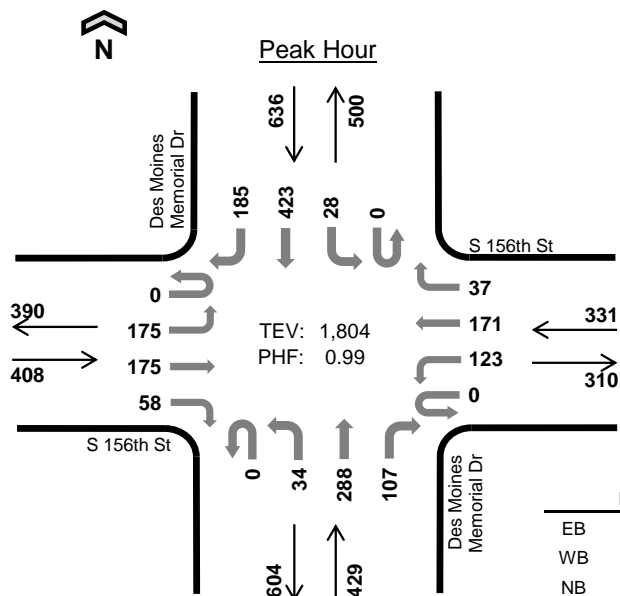 N
Peak Hour
636
500
Des Moines
Memorial Dr
185
423
28
0
S 156th St
390
0
37
175
TEV: 1,804
171
331
408
175
PHF: 0.99
123
310
58
0
S 156th St
0
34
288
107
Des Moines
Memorial Dr
604
429
EB
WB
NB